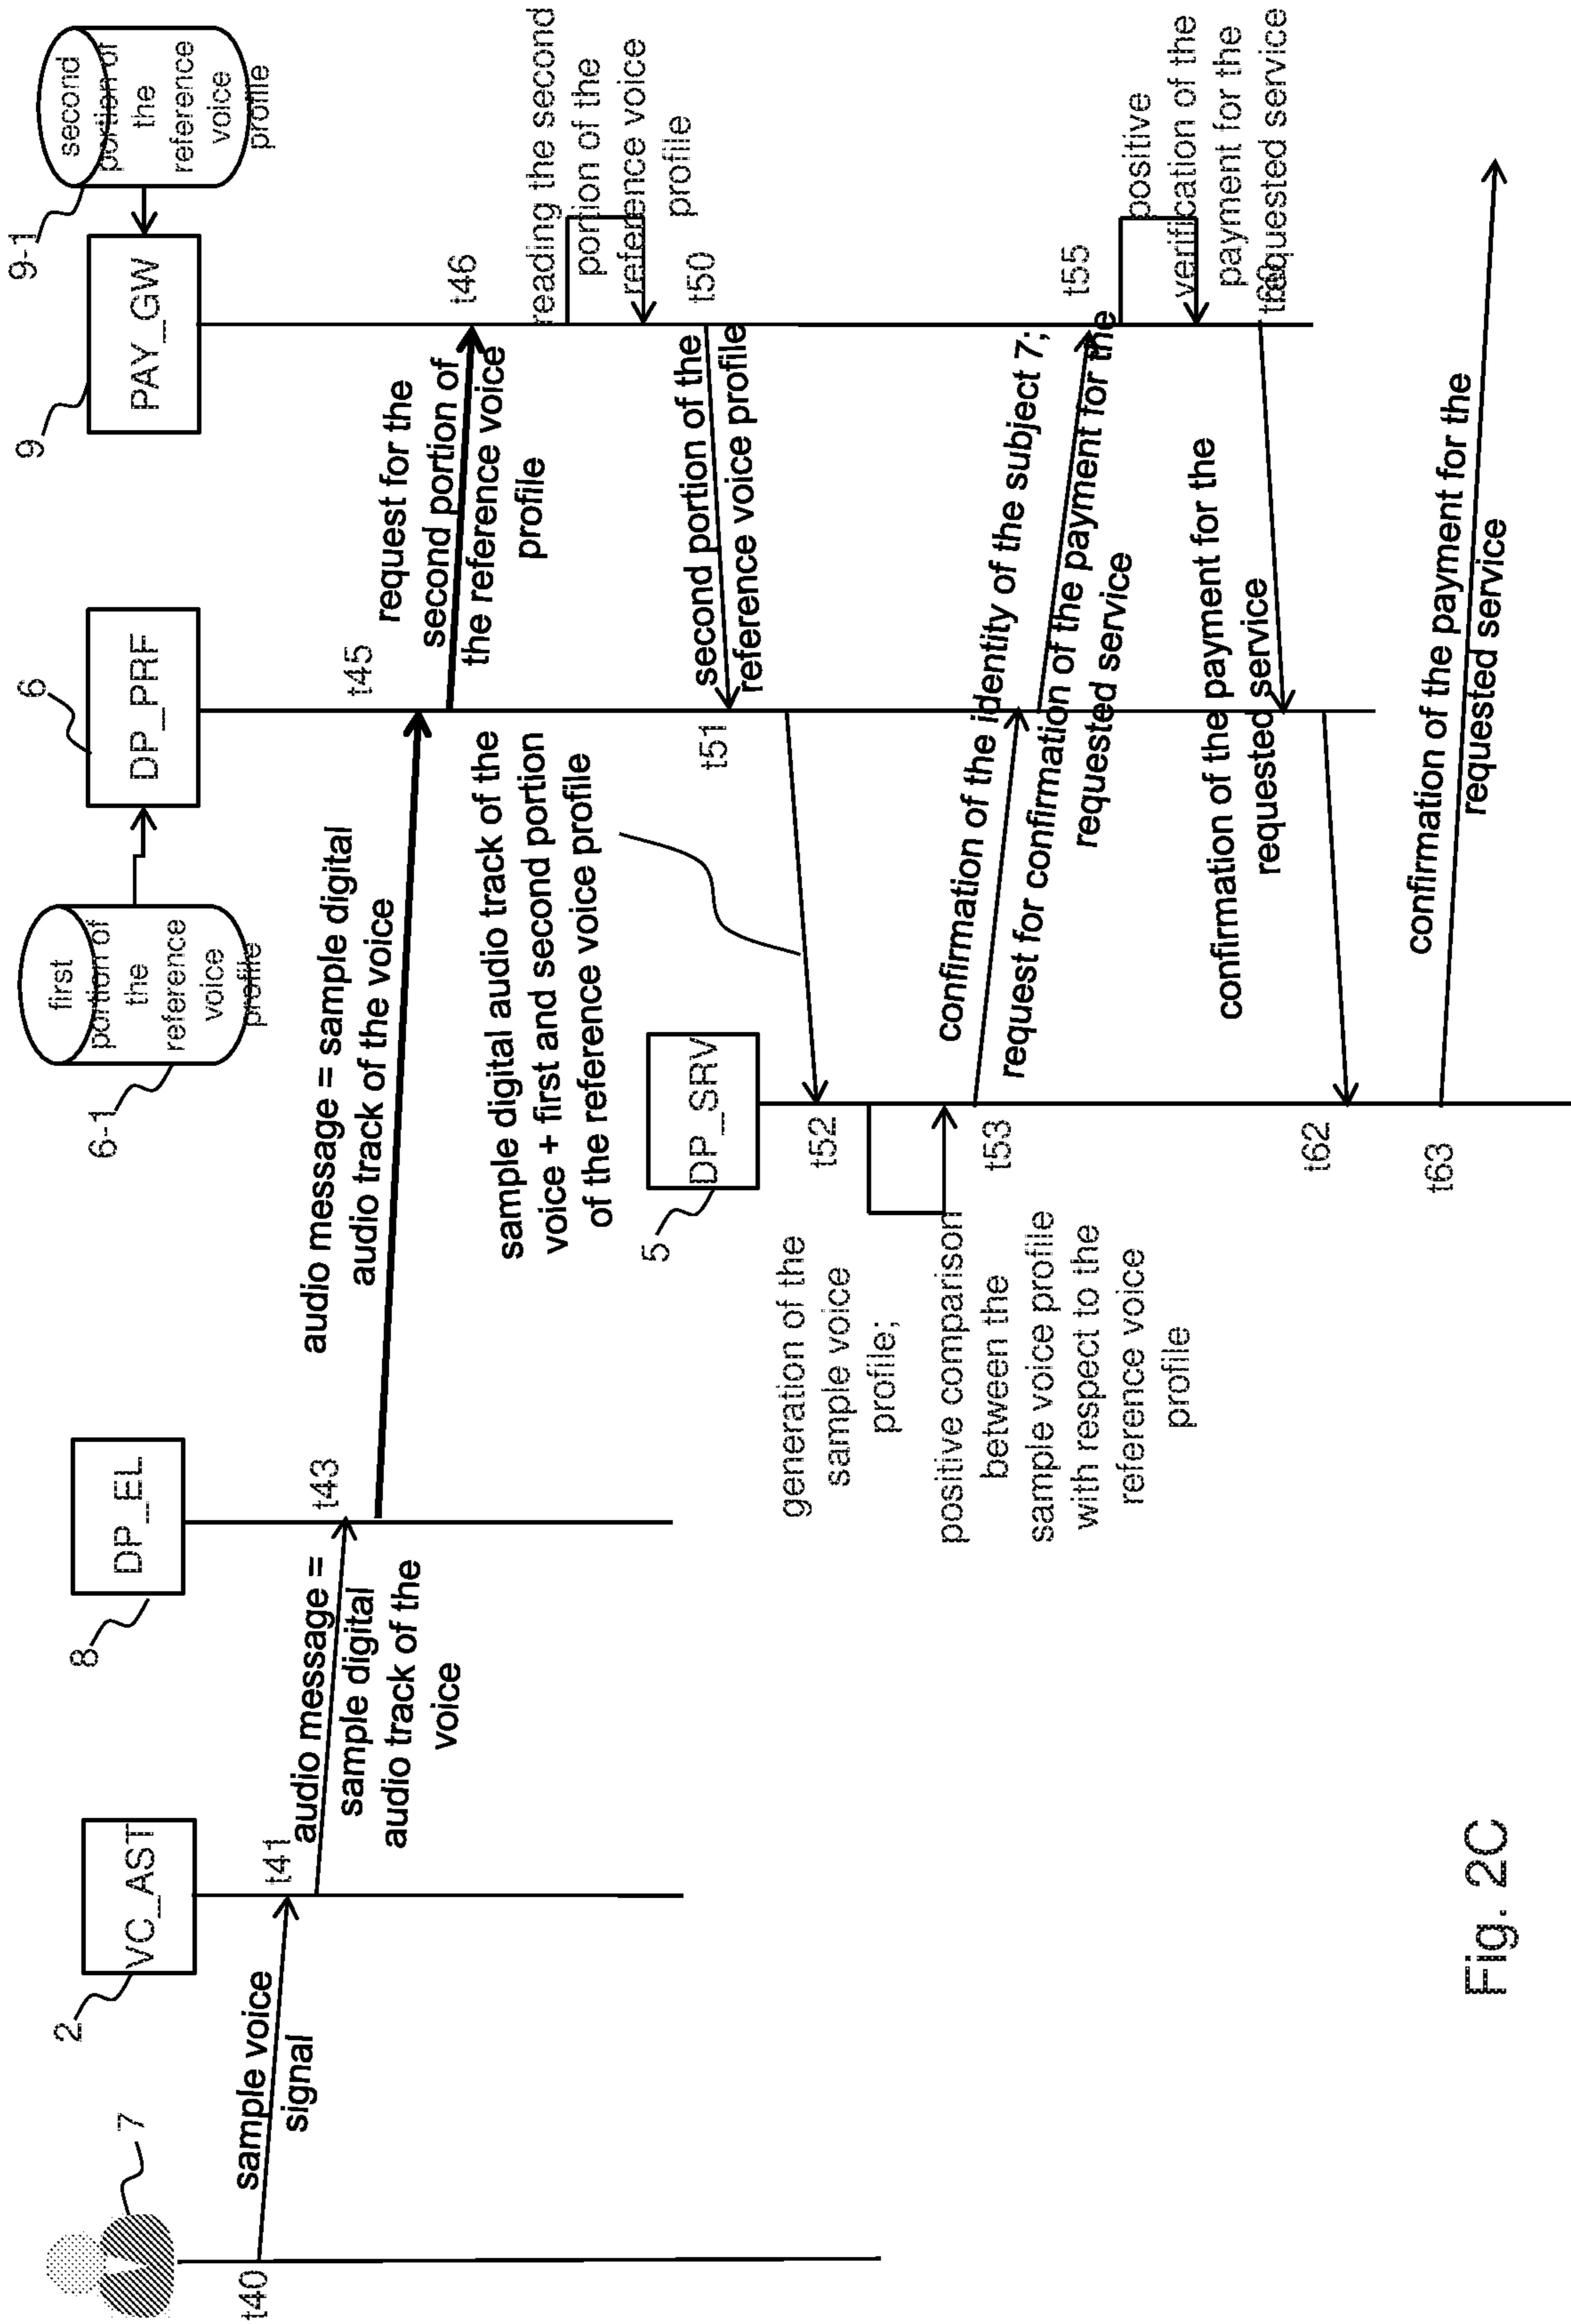 7
2
VC_AST
8
DP_EL
6-1
first
portion of
the
reference
voice
profile
6
DP_PRF
9
PAY_GW
9-1
second
portion of
the
reference
voice
profile
t40
sample voice
signal
t41
audio message =
sample digital
audio track of the
voice
t43
audio message = sample digital
audio track of the voice
t45
request for the
second portion of
the reference voice
profile
t46
reading the second
portion of the
reference voice
profile
t50
second portion of the
reference voice profile
t51
sample digital audio track of the
voice + first and second portion
of the reference voice profile
5
DP_SRV
t52
generation of the
sample voice
profile;
positive comparison
between the
sample voice profile
with respect to the
reference voice
profile
t53
confirmation of the identity of the subject 7;
request for confirmation of the payment for the
requested service
t55
positive
verification of the
payment for the
requested service
t60
confirmation of the payment for the
requested service
t62
t63
confirmation of the payment for the
requested service
Fig. 2C